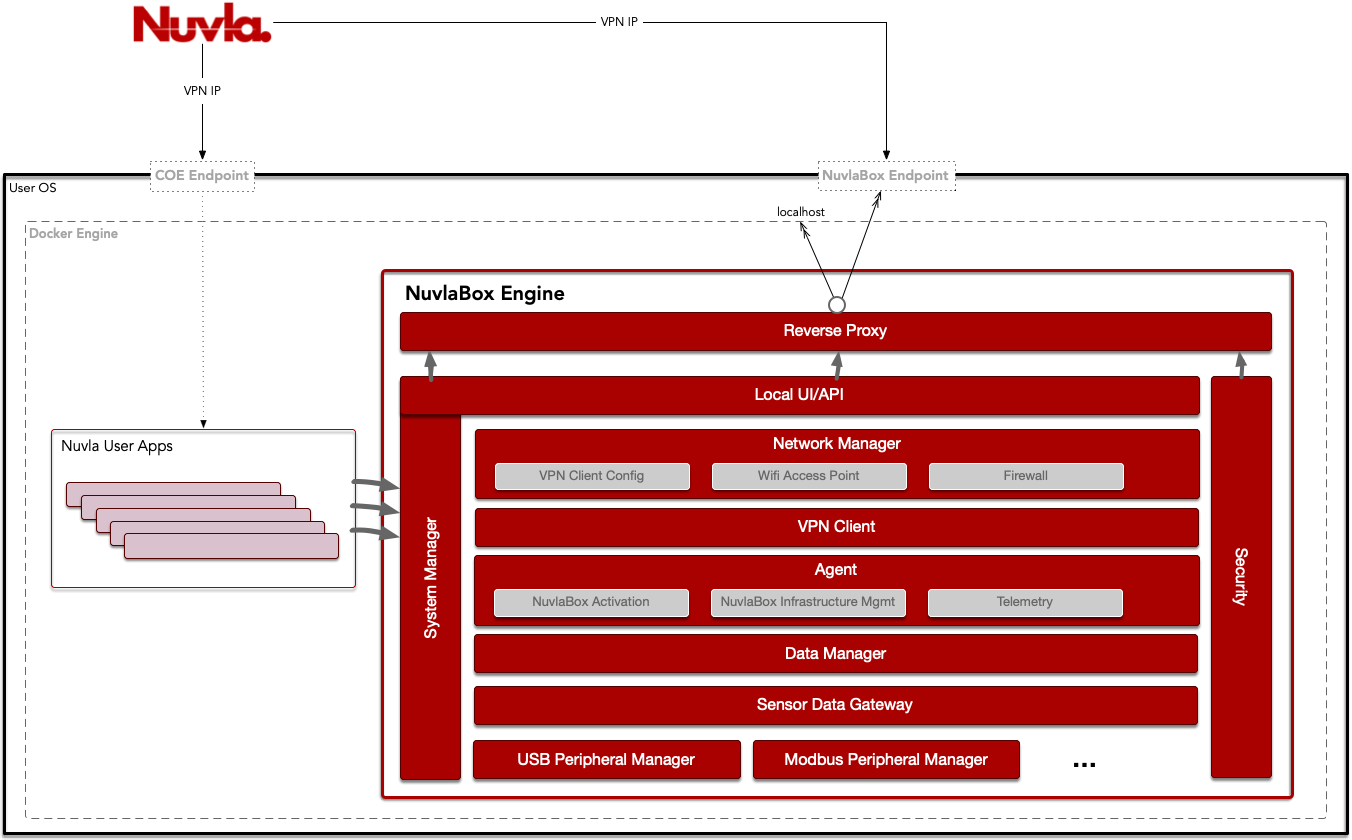 Nuvla.
VPN IP
VPN IP
COE Endpoint
NuvlaBox Endpoint
User OS
localhost
Docker Engine
NuvlaBox Engine
Reverse Proxy
Local UI/API
Nuvla User Apps
Network Manager
VPN Client Config
Wifi Access Point
Firewall
VPN Client
System Manager
Security
Agent
NuvlaBox Activation
NuvlaBox Infrastructure Mgmt
Telemetry
Data Manager
Sensor Data Gateway
USB Peripheral Manager
Modbus Peripheral Manager
...